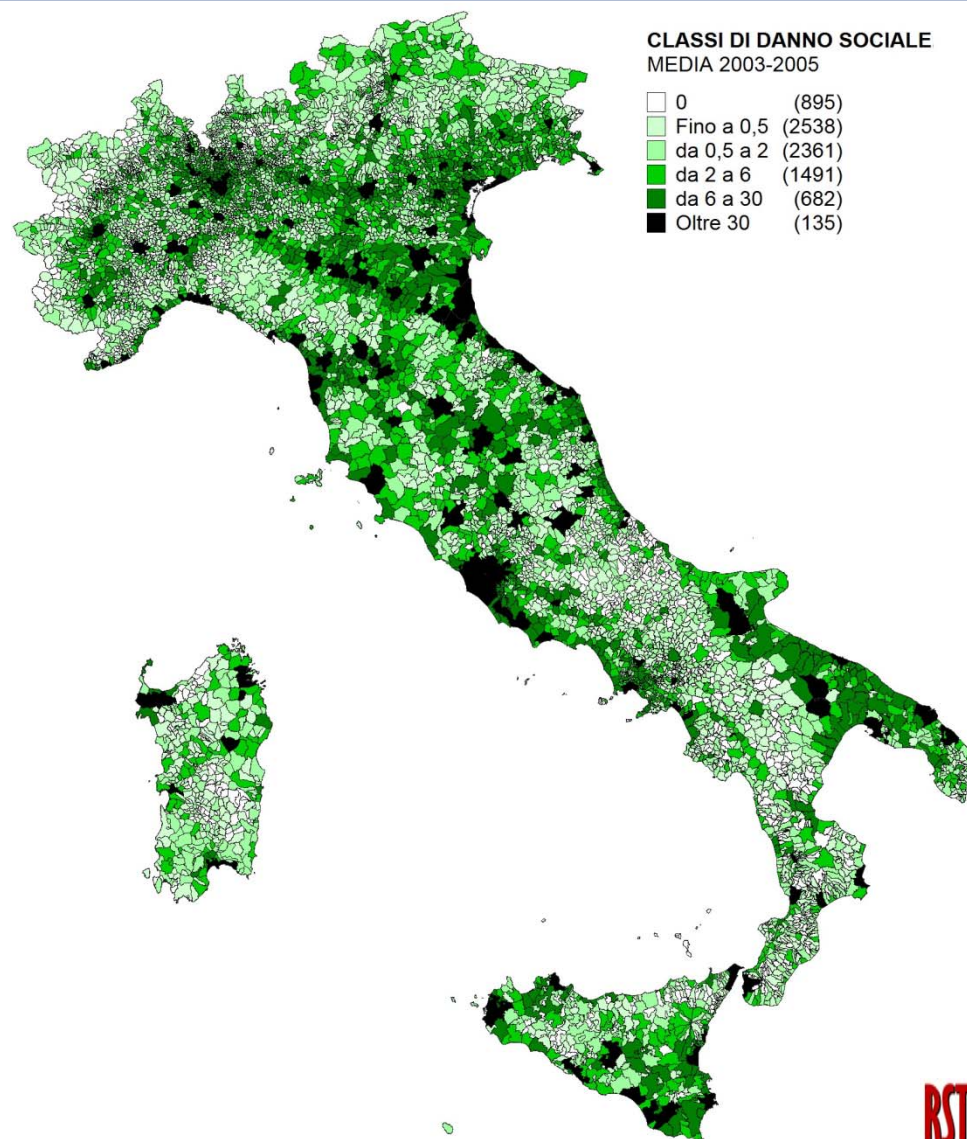 CLASSI DI DANNO SOCIALE
MEDIA 2003-2005
0 (895)
Fino a 0,5 (2538)
da 0,5 a 2 (2361)
da 2 a 6 (1491)
da 6 a 30 (682)
Oltre 30 (135)
RST